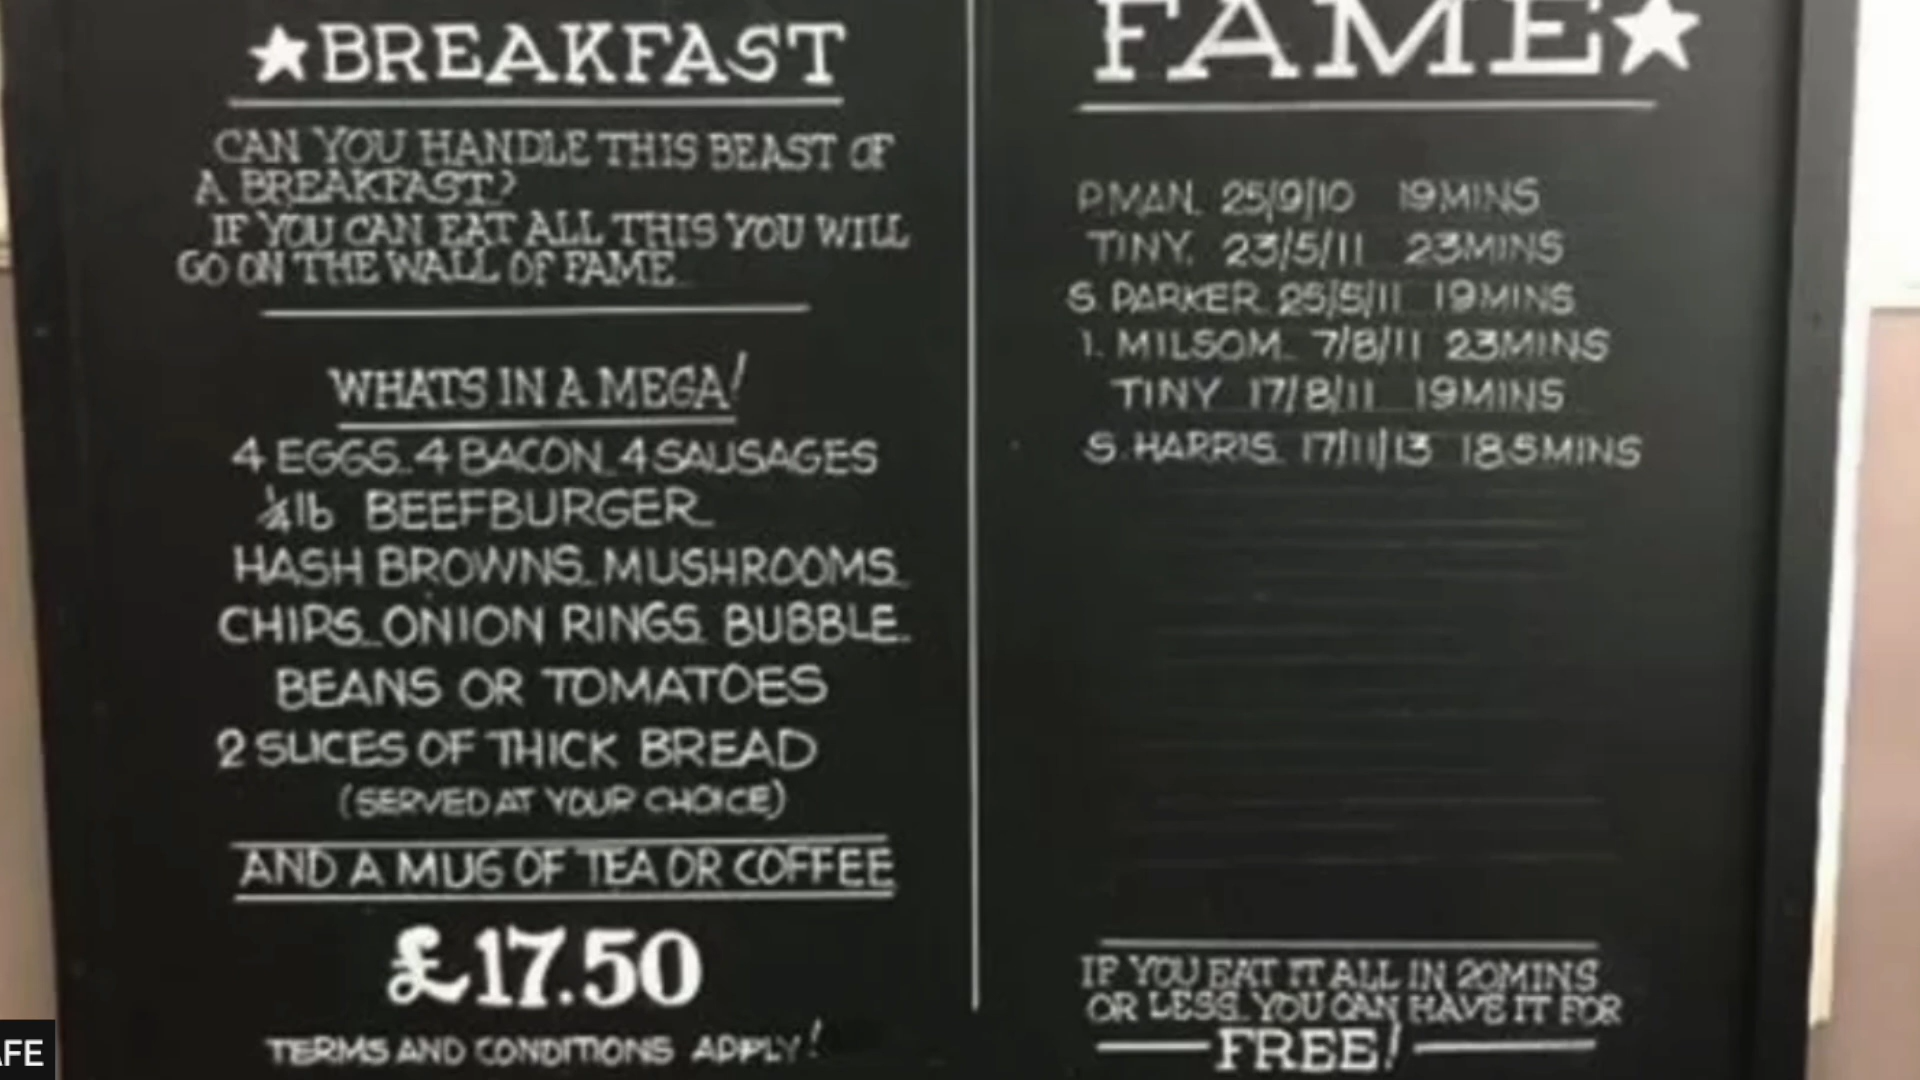 ★BREAKFAST
CAN YOU HANDLE THIS BEAST OF
A BREAKFAST?
IF YOU CAN EAT ALL THIS YOU WILL
GO ON THE WALL OF FAME
WHATS IN A MEGA!
4 EGGS. 4 BACON. 4 SAUSAGES
¼lb BEEFBURGER
HASH BROWNS. MUSHROOMS.
CHIPS. ONION RINGS. BUBBLE.
BEANS OR TOMATOES
2 SLICES OF THICK BREAD
(SERVED AT YOUR CHOICE)
AND A MUG OF TEA OR COFFEE
£17.50
TERMS AND CONDITIONS APPLY!
FAME★
P.MAN. 25/9/10 19MINS
TINY. 23/5/11 23MINS
S. PARKER. 25/5/11 19MINS
I. MILSOM. 7/8/11 23MINS
TINY 17/8/11 19MINS
S. HARRIS. 17/11/13 18.5MINS
IF YOU EAT IT ALL IN 20MINS
OR LESS. YOU CAN HAVE IT FOR
FREE!
AFE